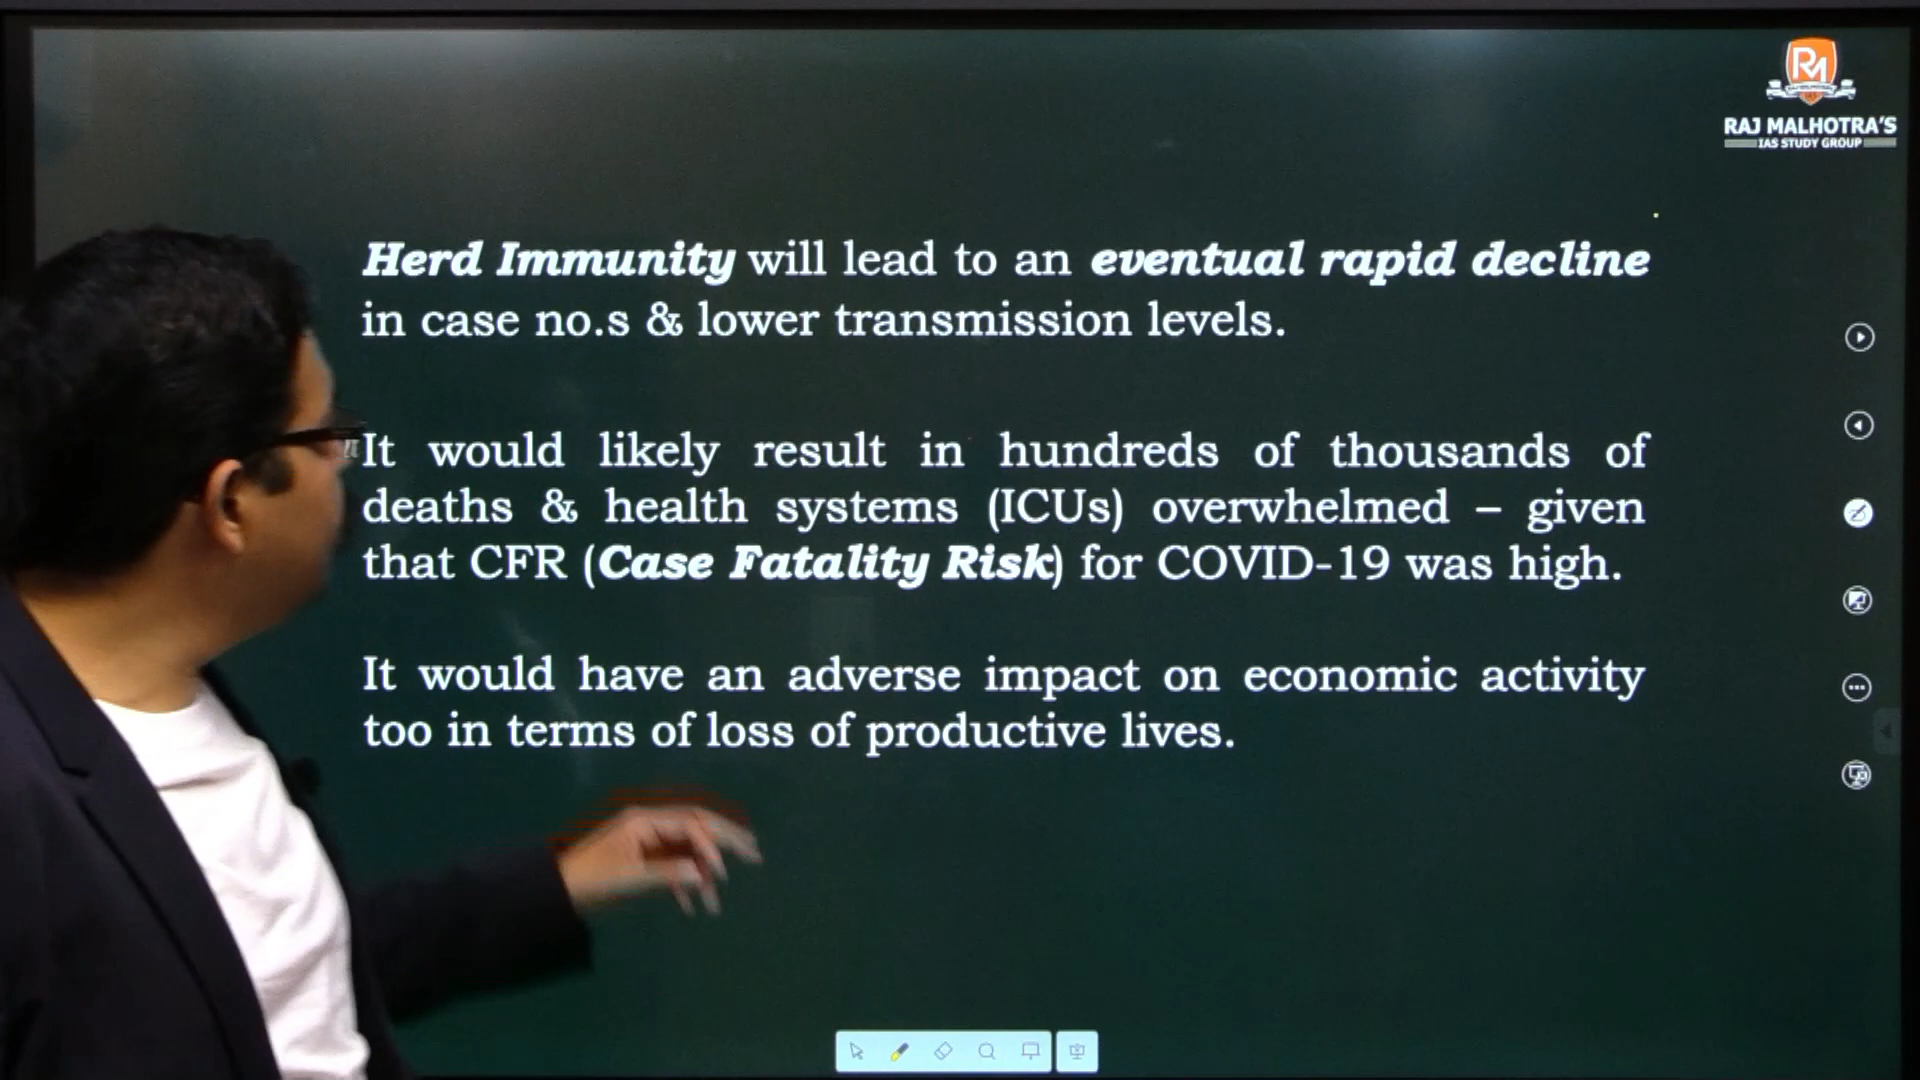 RAJ MALHOTRA'S
IAS STUDY GROUP
Herd Immunity will lead to an eventual rapid decline
in case no.s & lower transmission levels.
It would likely result in hundreds of thousands of
deaths & health systems (ICUs) overwhelmed – given
that CFR (Case Fatality Risk) for COVID-19 was high.
It would have an adverse impact on economic activity
too in terms of loss of productive lives.